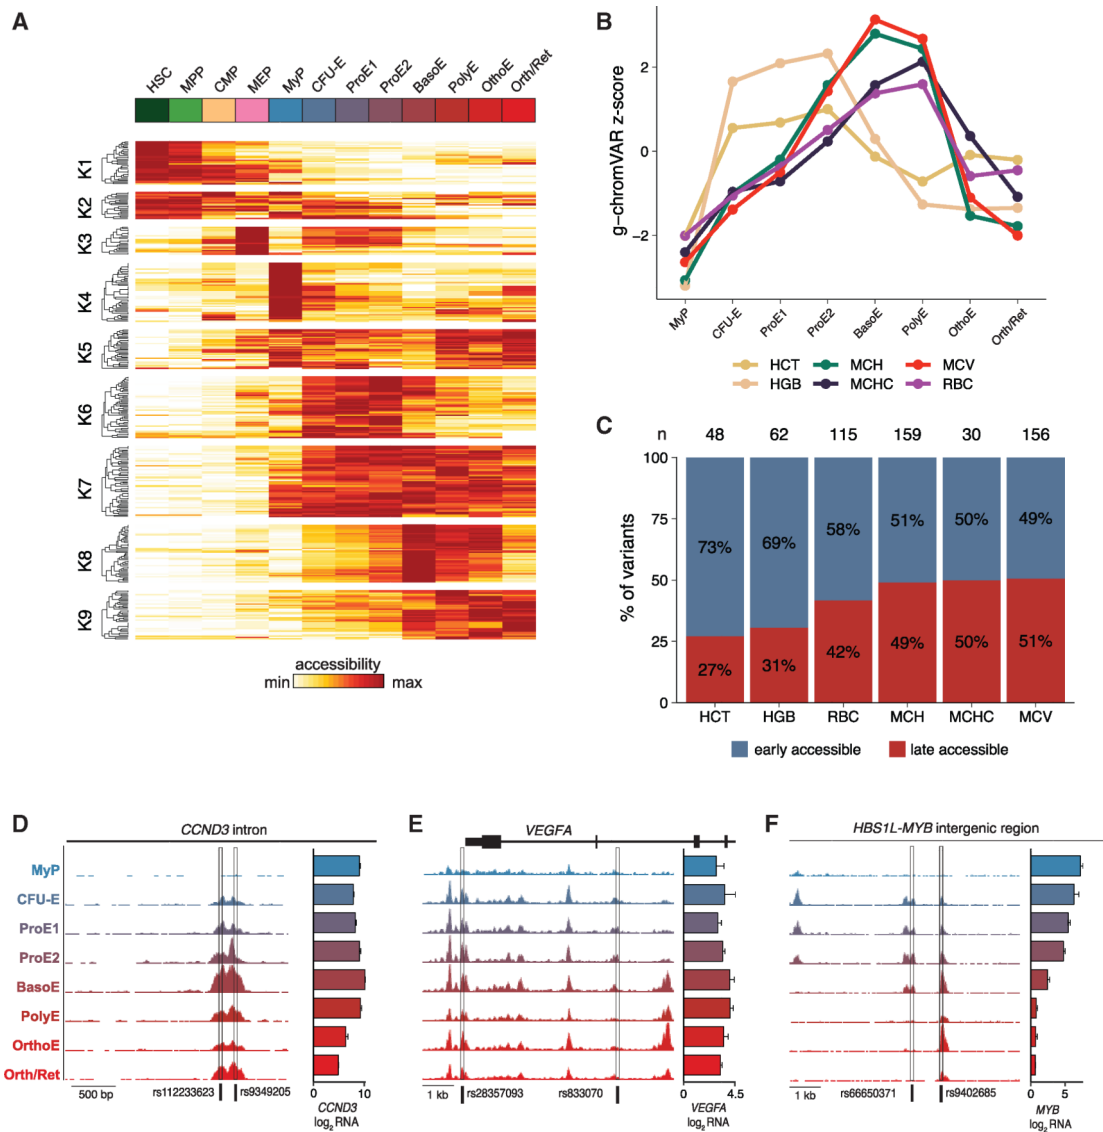 A
HSC MPP CMP MEP MyP CFU-E ProE1 ProE2 BasoE PolyE OthoE Orth/Ret
K1
K2
K3
K4
K5
K6
K7
K8
K9
accessibility
min max
B
g-chromVAR z-score
2
0
−2
MyP CFU-E ProE1 ProE2 BasoE PolyE OthoE Orth/Ret
HCT MCH MCV
HGB MCHC RBC
C
n 48 62 115 159 30 156
% of variants
100
75
50
25
0
73% 69% 58% 51% 50% 49%
27% 31% 42% 49% 50% 51%
HCT HGB RBC MCH MCHC MCV
early accessible late accessible
D
CCND3 intron
MyP
CFU-E
ProE1
ProE2
BasoE
PolyE
OrthoE
Orth/Ret
500 bp rs112233623 rs9349205
0 10
CCND3
log2 RNA
E
VEGFA
1 kb rs28357093 rs833070
0 4.5
VEGFA
log2 RNA
F
HBS1L-MYB intergenic region
1 kb rs66650371 rs9402685
0 5
MYB
log2 RNA